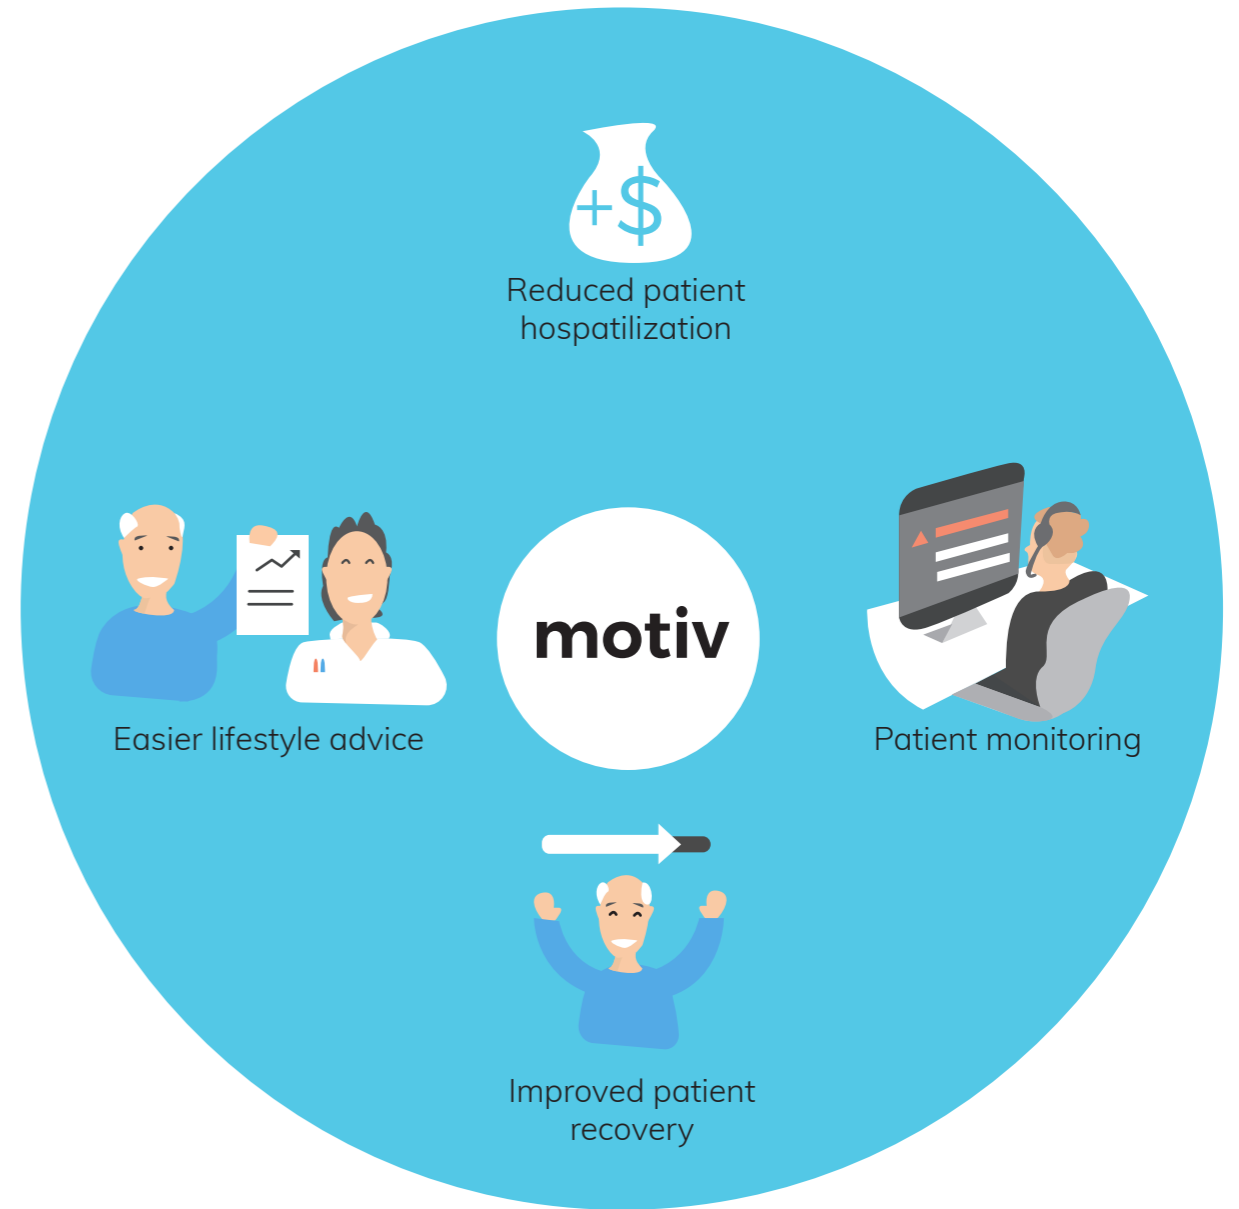 +$
Reduced patient
hospatilization
motiv
Easier lifestyle advice
Patient monitoring
Improved patient
recovery